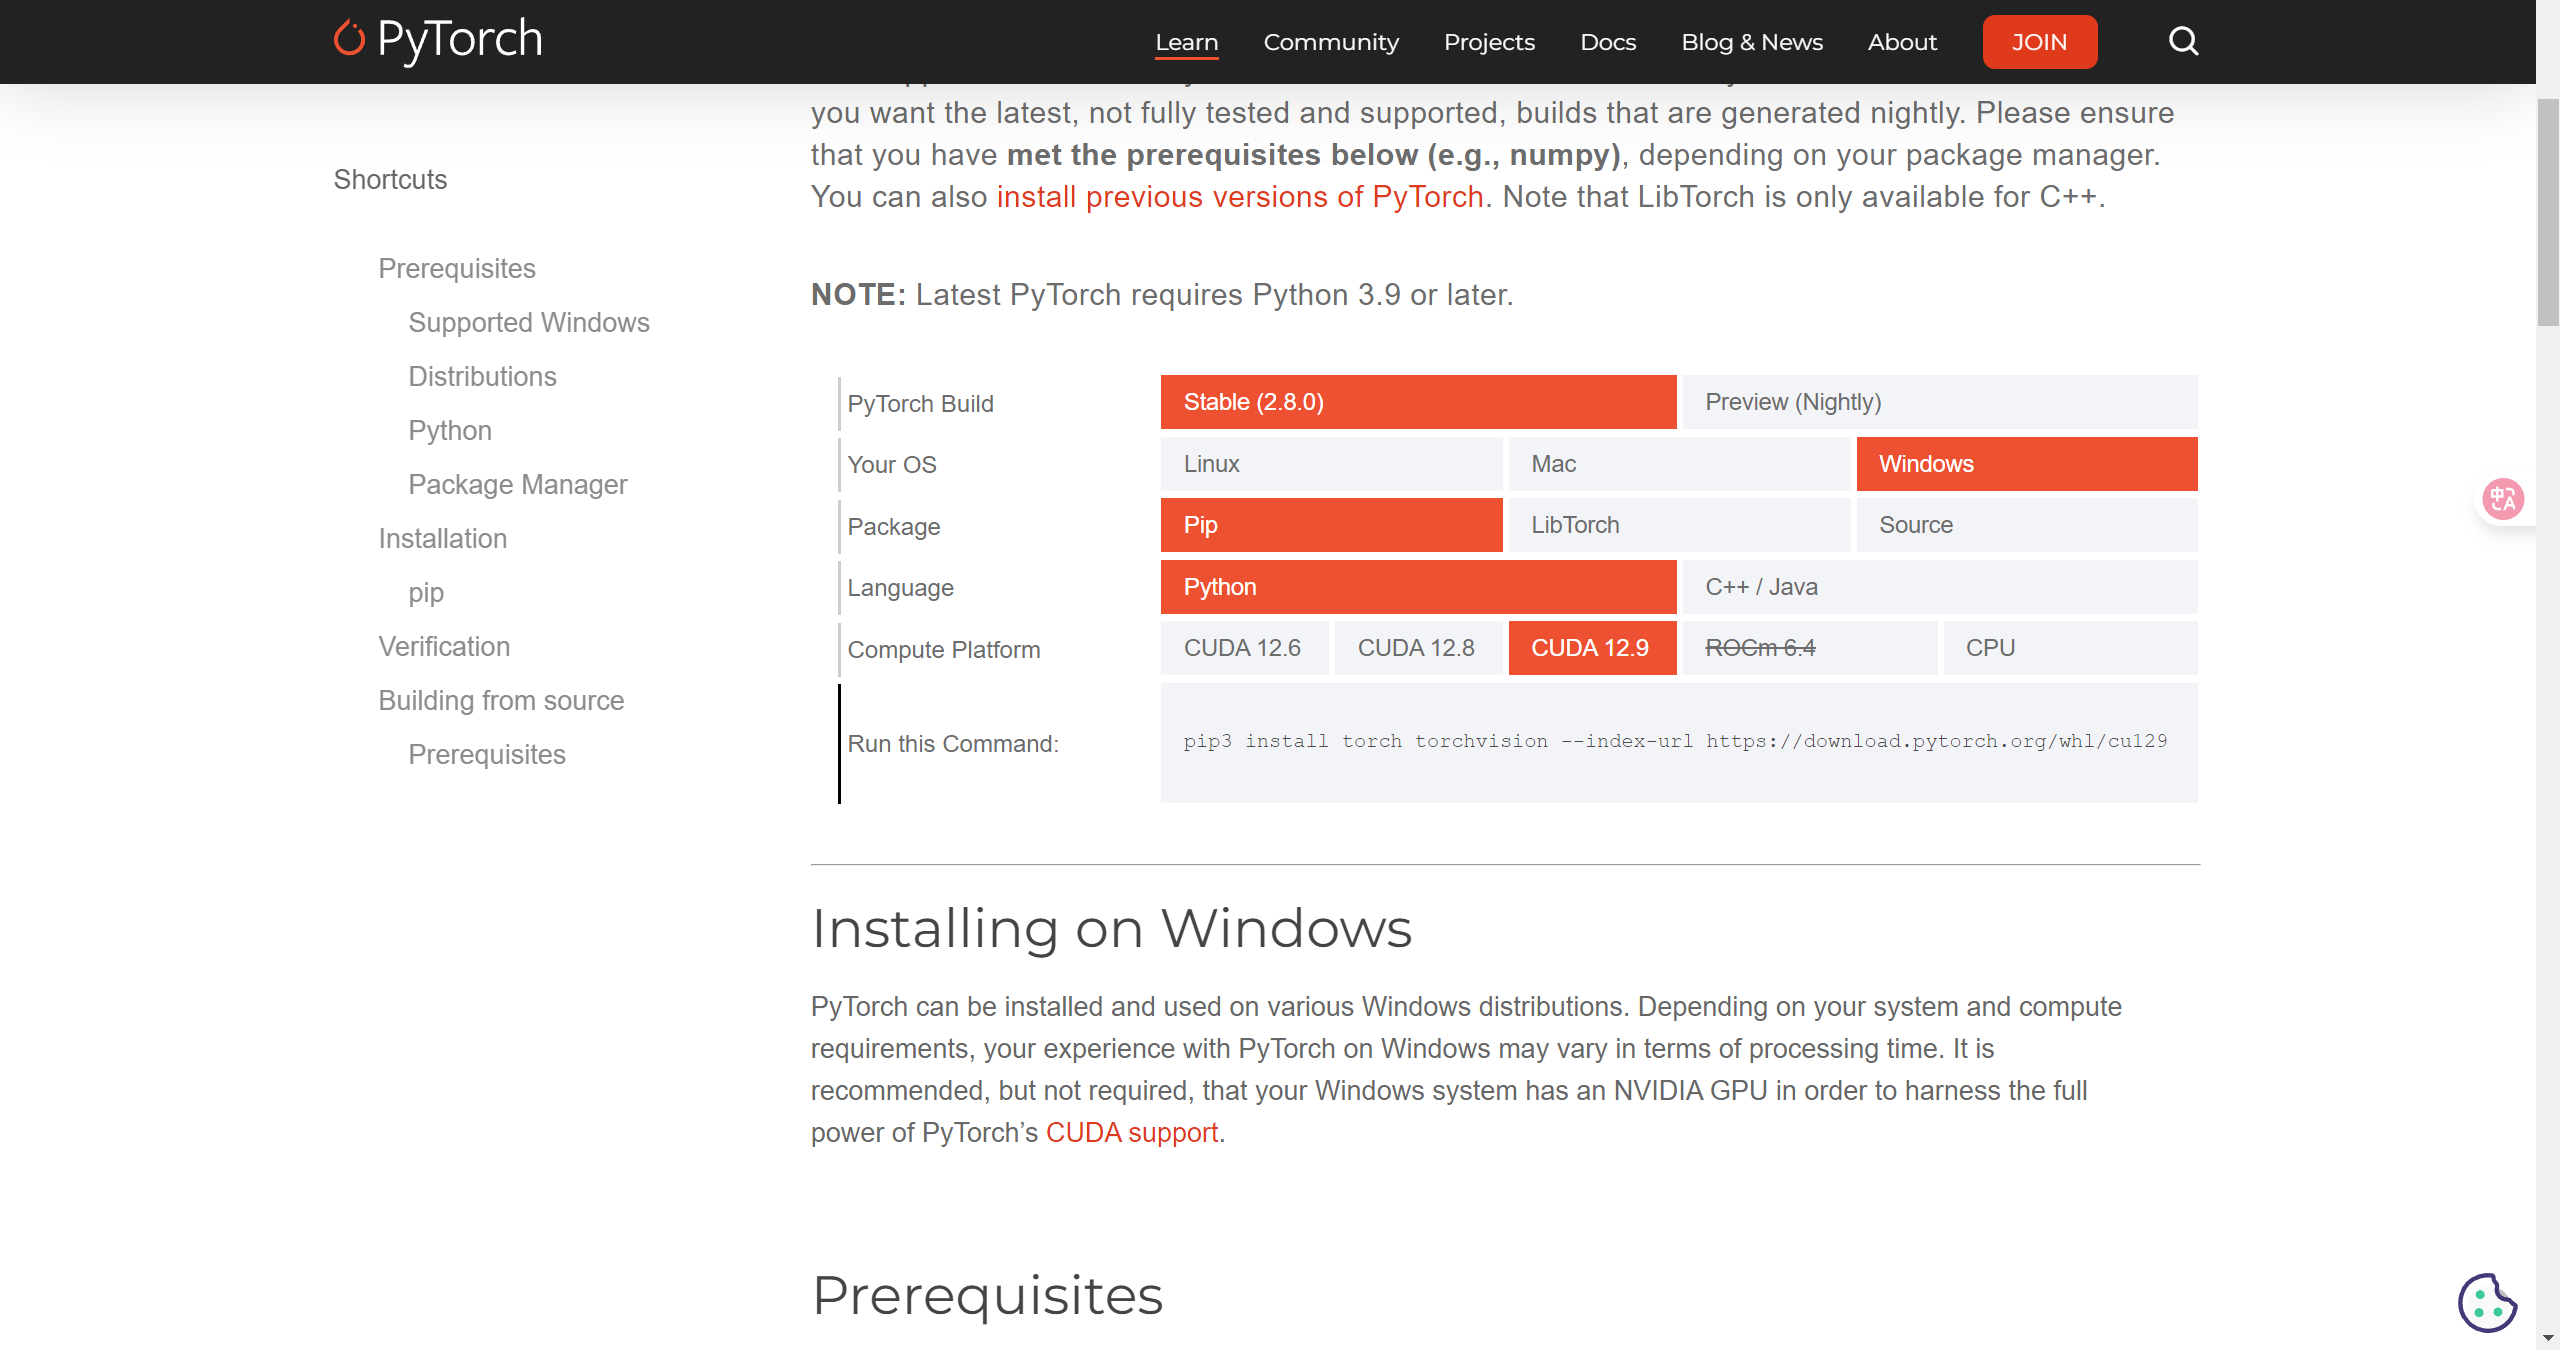 PyTorch
Learn
Community
Projects
Docs
Blog & News
About
JOIN
Shortcuts
Prerequisites
Supported Windows
Distributions
Python
Package Manager
Installation
pip
Verification
Building from source
Prerequisites
you want the latest, not fully tested and supported, builds that are generated nightly. Please ensure
that you have met the prerequisites below (e.g., numpy), depending on your package manager.
You can also install previous versions of PyTorch. Note that LibTorch is only available for C++.
NOTE: Latest PyTorch requires Python 3.9 or later.
PyTorch Build
Stable (2.8.0)
Preview (Nightly)
Your OS
Linux
Mac
Windows
Package
Pip
LibTorch
Source
Language
Python
C++ / Java
Compute Platform
CUDA 12.6
CUDA 12.8
CUDA 12.9
ROCm 6.4
CPU
Run this Command:
pip3 install torch torchvision --index-url https://download.pytorch.org/whl/cu129
Installing on Windows
PyTorch can be installed and used on various Windows distributions. Depending on your system and compute
requirements, your experience with PyTorch on Windows may vary in terms of processing time. It is
recommended, but not required, that your Windows system has an NVIDIA GPU in order to harness the full
power of PyTorch’s CUDA support.
Prerequisites
中 A